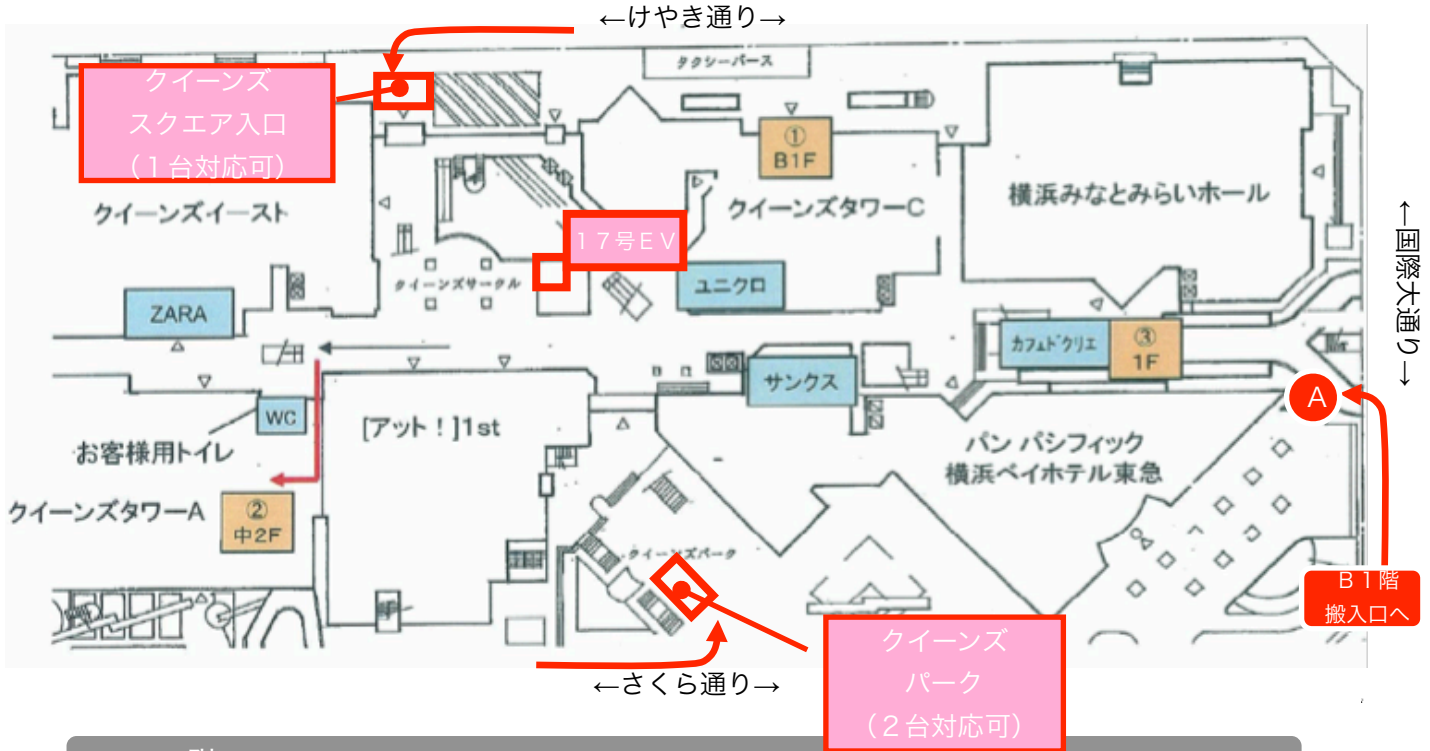 ←けやき通り→
タクシーバース
クイーンズ
スクエア入口
（１台対応可）
①
B1F
クイーンズイースト
クイーンズタワーC
横浜みなとみらいホール
←国際大通り→
１７号ＥＶ
クイーンズサークル
ユニクロ
ZARA
カフェドクリエ
③
1F
サンクス
A
WC
お客様用トイレ
[アット！]1st
パン パシフィック
横浜ベイホテル東急
クイーンズタワーA
②
中2F
クイーンズパーク
Ｂ１階
搬入口へ
クイーンズ
パーク
（２台対応可）
←さくら通り→